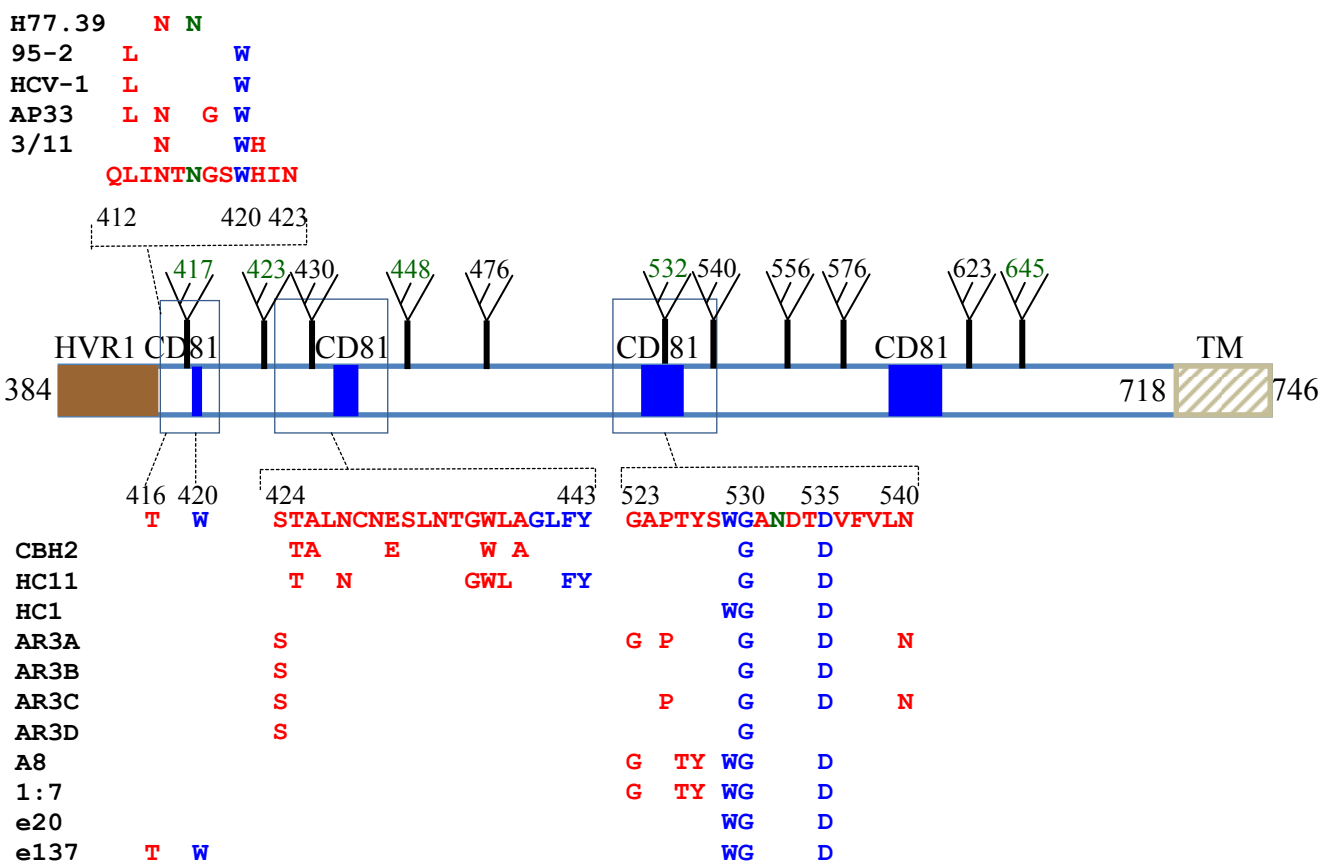 H77.39 N N
95-2 L W
HCV-1 L W
AP33 L N G W
3/11 N WH
QLINTNGSWHIN
412 420 423
417 423 430 448 476 532 540 556 576 623 645
HVR1 CD81 CD81 CD81 CD81 TM
384 718 746
416 420 424 443 523 530 535 540
T W STALNCNESLNTGWLAGLFY GAPTYSWGANDTDVFVLN
CBH2 TA E W A G D
HC11 T N GWL FY G D
HC1 WG D
AR3A S G P G D N
AR3B S G D
AR3C S P G D N
AR3D S G
A8 G TY WG D
1:7 G TY WG D
e20 WG D
e137 T W WG D